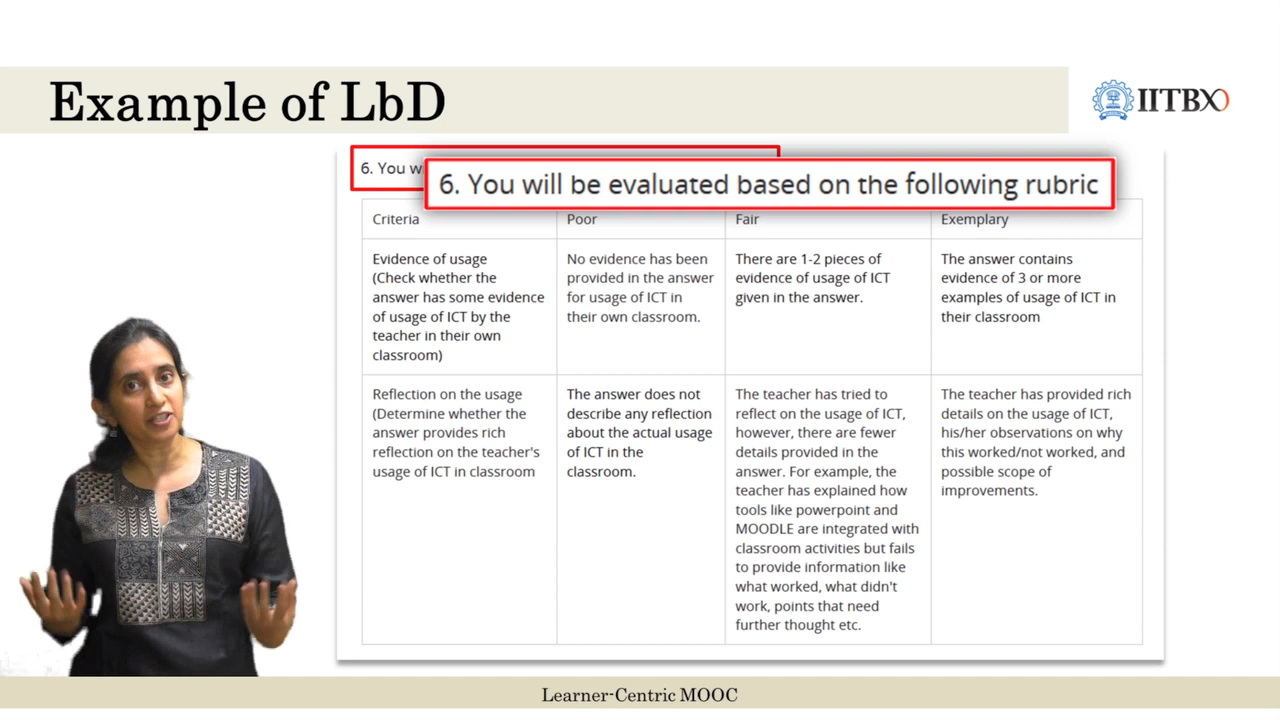 Example of LbD
IITBX
6. You w
6. You will be evaluated based on the following rubric
Criteria
Poor
Fair
Exemplary
Evidence of usage
(Check whether the
answer has some evidence
of usage of ICT by the
teacher in their own
classroom)
No evidence has been
provided in the answer
for usage of ICT in
their own classroom.
There are 1-2 pieces of
evidence of usage of ICT
given in the answer.
The answer contains
evidence of 3 or more
examples of usage of ICT in
their classroom
Reflection on the usage
(Determine whether the
answer provides rich
reflection on the teacher's
usage of ICT in classroom
The answer does not
describe any reflection
about the actual usage
of ICT in the
classroom.
The teacher has tried to
reflect on the usage of ICT,
however, there are fewer
details provided in the
answer. For example, the
teacher has explained how
tools like powerpoint and
MOODLE are integrated with
classroom activities but fails
to provide information like
what worked, what didn't
work, points that need
further thought etc.
The teacher has provided rich
details on the usage of ICT,
his/her observations on why
this worked/not worked, and
possible scope of
improvements.
Learner-Centric MOOC